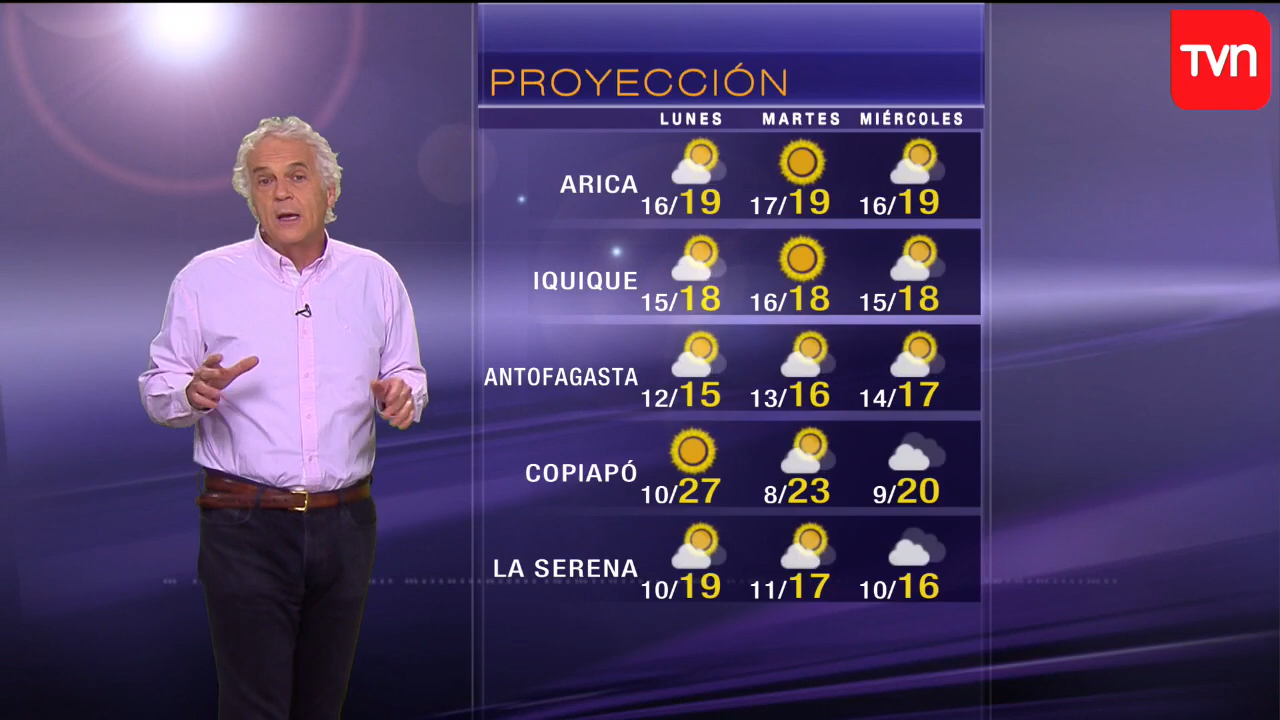 TVN
PROYECCIÓN
LUNES MARTES MIÉRCOLES
ARICA 16/19 17/19 16/19
IQUIQUE 15/18 16/18 15/18
ANTOFAGASTA 12/15 13/16 14/17
COPIAPÓ 10/27 8/23 9/20
LA SERENA 10/19 11/17 10/16